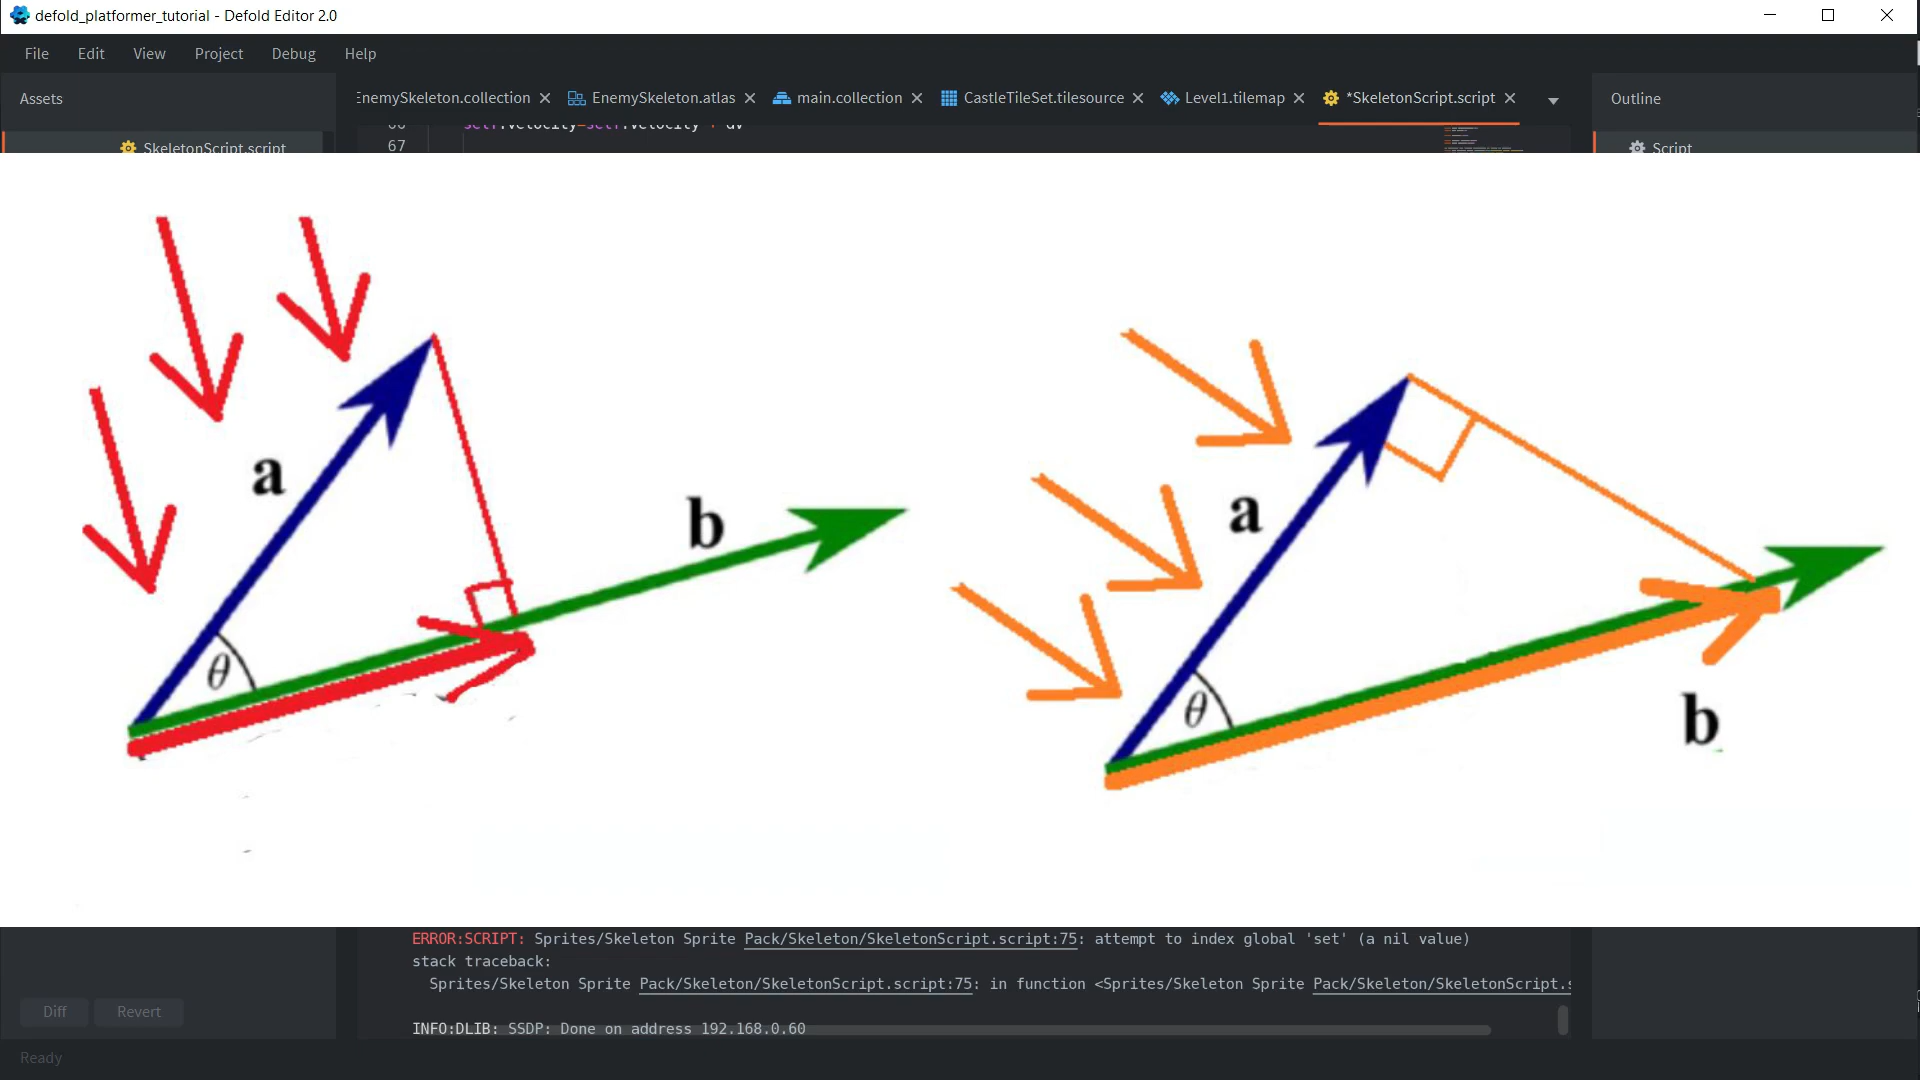 defold_platformer_tutorial - Defold Editor 2.0
File Edit View Project Debug Help
Assets
EnemySkeleton.collection EnemySkeleton.atlas main.collection CastleTileSet.tilesource Level1.tilemap *SkeletonScript.script
Outline
67
SkeletonScript.script
Script
a
b
θ
a
b
θ
ERROR:SCRIPT: Sprites/Skeleton Sprite Pack/Skeleton/SkeletonScript.script:75: attempt to index global 'set' (a nil value)
stack traceback:
Sprites/Skeleton Sprite Pack/Skeleton/SkeletonScript.script:75: in function <Sprites/Skeleton Sprite Pack/Skeleton/SkeletonScript.s
INFO:DLIB: SSDP: Done on address 192.168.0.60
Diff Revert
Ready